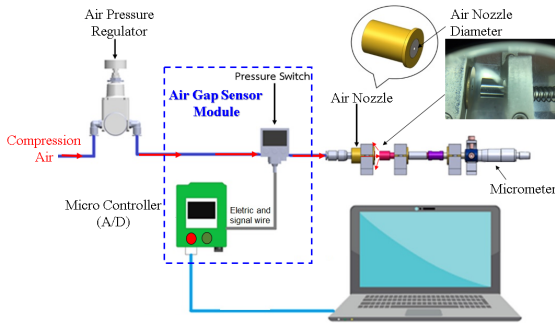 Air Pressure
Regulator
Air Nozzle
Diameter
Pressure Switch
Air Gap Sensor
Module
Air Nozzle
Compression
Air
Micrometer
Micro Controller
(A/D)
Eletric and
signal wire